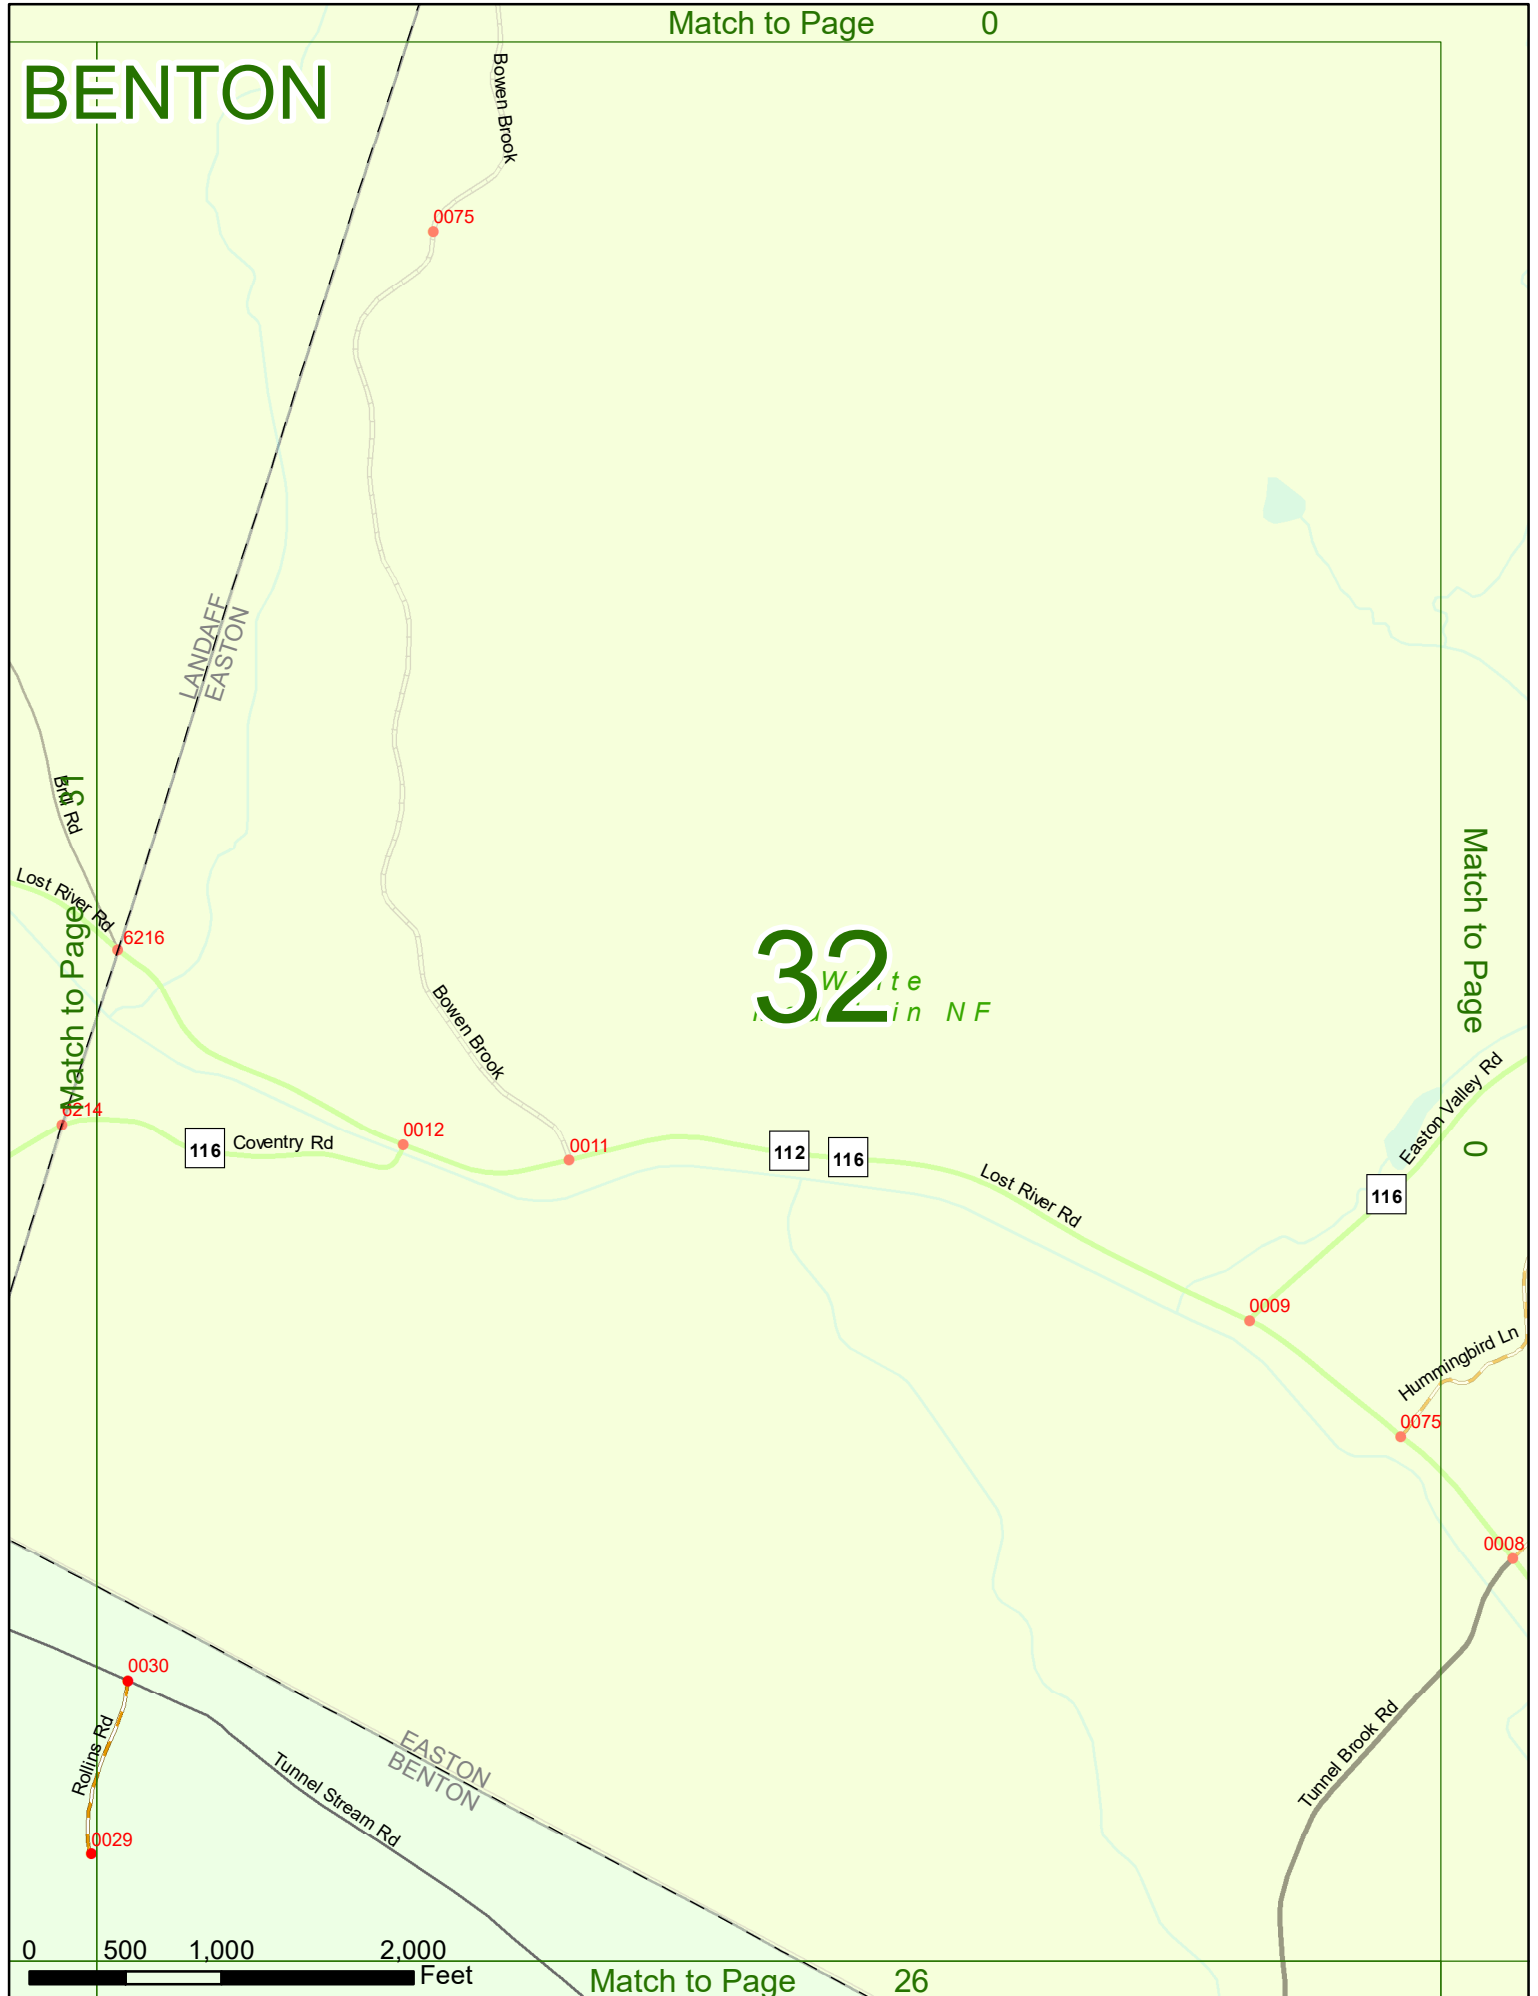 Match to Page 0
BENTON
Bowen Brook
0075
LANDAFF
EASTON
Brill Rd
Match to Page 31
Lost River Rd
6216
32
Mountain NF
Match to Page 0
Bowen Brook
6214
116
Coventry Rd
0012
0011
112
116
Lost River Rd
Easton Valley Rd
116
0009
Hummingbird Ln
0075
0008
0030
Rollins Rd
0029
EASTON
BENTON
Tunnel Stream Rd
Tunnel Brook Rd
0 500 1,000 2,000
Feet
Match to Page 26